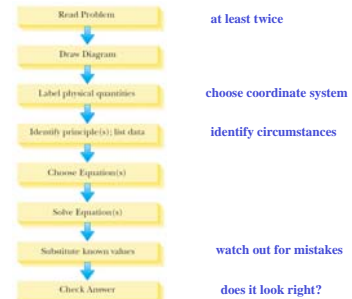 Read Problem at least twice
Draw Diagram
Label physical quantities choose coordinate system
Identify principle(s); list data identify circumstances
Choose Equation(s)
Solve Equation(s)
Substitute known values watch out for mistakes
Check Answer does it look right?